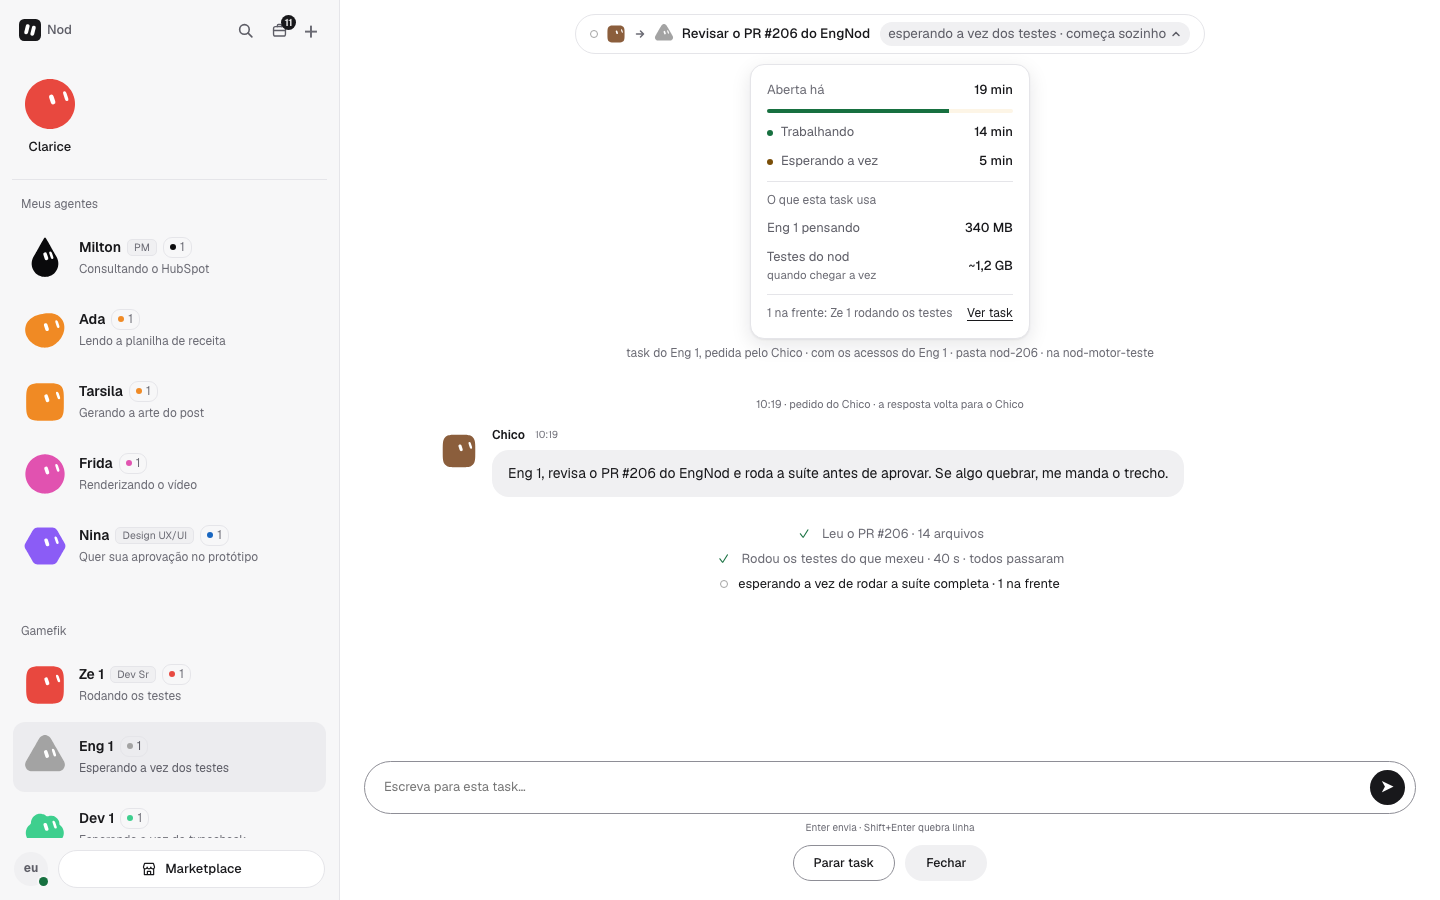 Nod
11
Clarice
Meus agentes
Milton PM 1
Consultando o HubSpot
Ada 1
Lendo a planilha de receita
Tarsila 1
Gerando a arte do post
Frida 1
Renderizando o vídeo
Nina Design UX/UI 1
Quer sua aprovação no protótipo
Gamefik
Ze 1 Dev Sr 1
Rodando os testes
Eng 1 1
Esperando a vez dos testes
Dev 1 1
eu
Marketplace
Revisar o PR #206 do EngNod esperando a vez dos testes · começa sozinho
Aberta há 19 min
Trabalhando 14 min
Esperando a vez 5 min
O que esta task usa
Eng 1 pensando 340 MB
Testes do nod ~1,2 GB
quando chegar a vez
1 na frente: Ze 1 rodando os testes Ver task
task do Eng 1, pedida pelo Chico · com os acessos do Eng 1 · pasta nod-206 · na nod-motor-teste
10:19 · pedido do Chico · a resposta volta para o Chico
Chico 10:19
Eng 1, revisa o PR #206 do EngNod e roda a suíte antes de aprovar. Se algo quebrar, me manda o trecho.
Leu o PR #206 · 14 arquivos
Rodou os testes do que mexeu · 40 s · todos passaram
esperando a vez de rodar a suíte completa · 1 na frente
Escreva para esta task…
Enter envia · Shift+Enter quebra linha
Parar task
Fechar